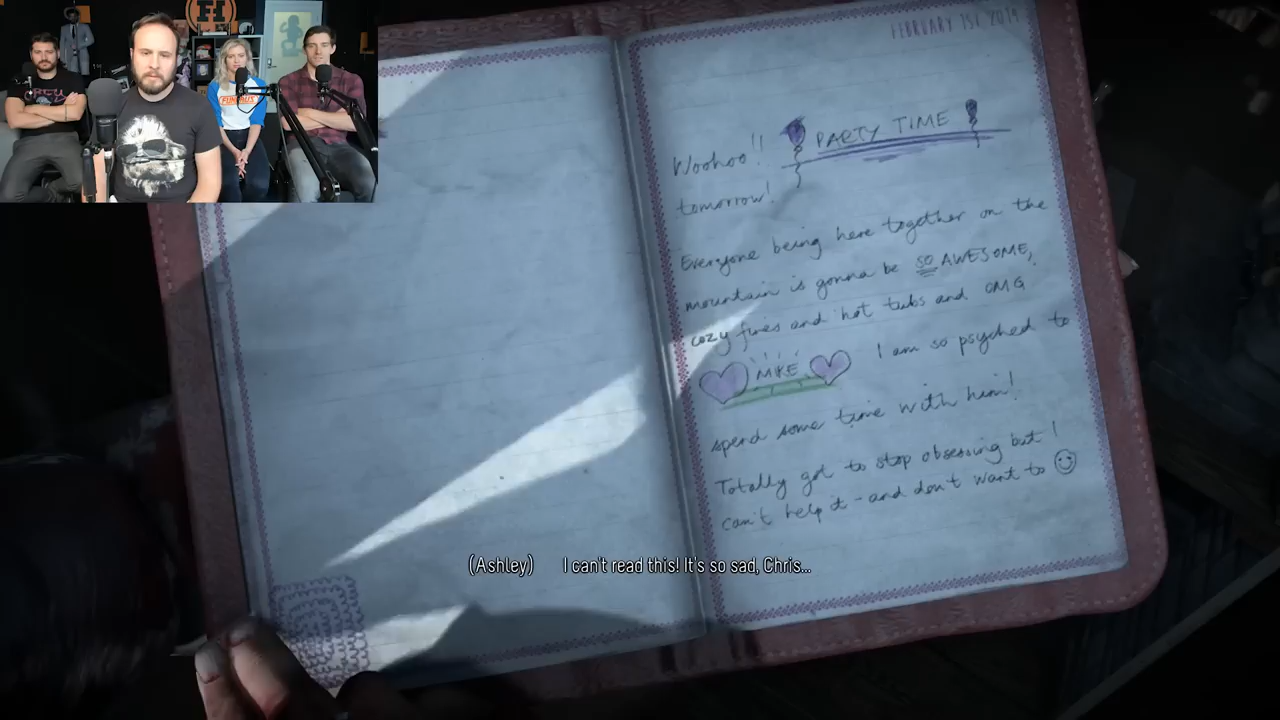 FUNHAUS
FEBRUARY 1ST 2014
Woohoo!! PARTY TIME
tomorrow!
Everyone being here together on the
mountain is gonna be SO AWESOME,
cozy fires and hot tubs and OMG
MIKE I am so psyched to
spend some time with him!
Totally got to stop obsessing but I
can't help it - and don't want to
(Ashley) I can't read this! It's so sad, Chris...